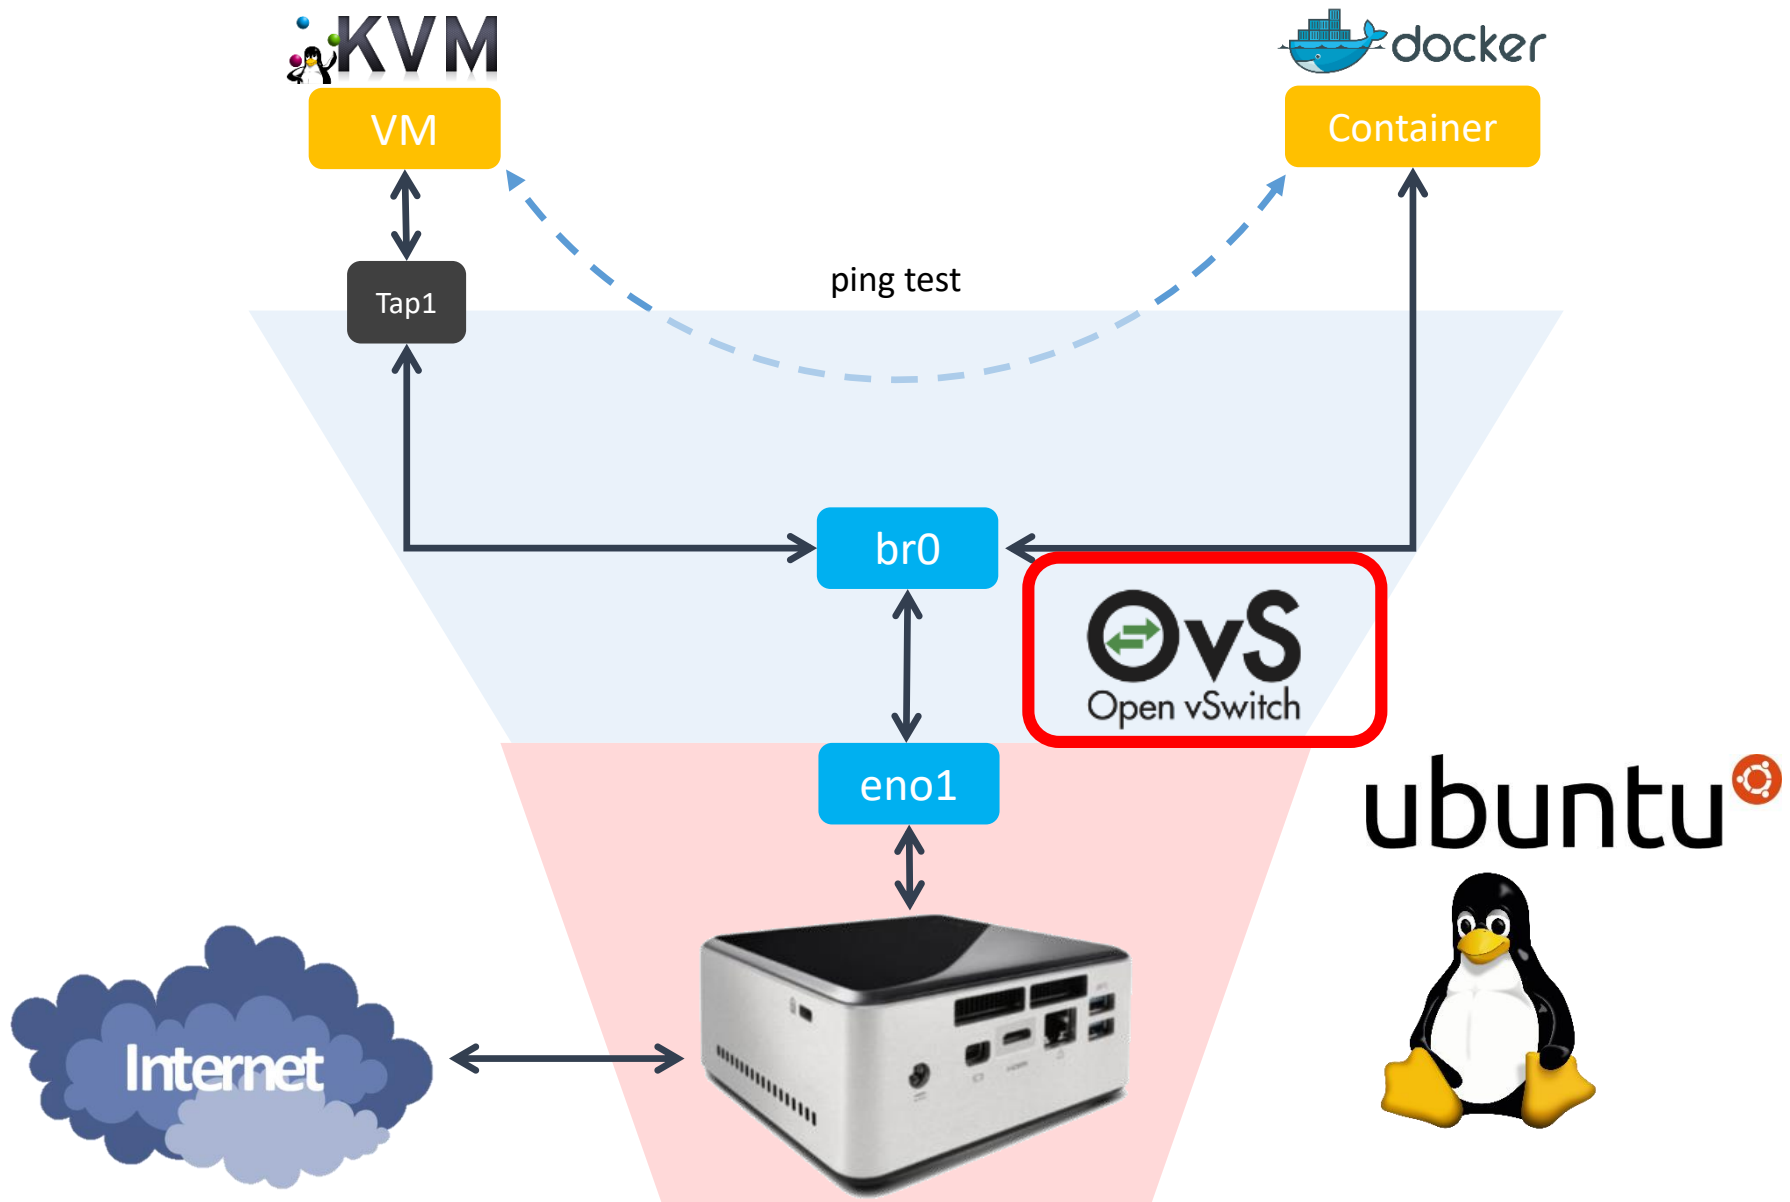 KVM
docker
VM
Container
Tap1
ping test
br0
OvS
Open vSwitch
eno1
ubuntu
Internet